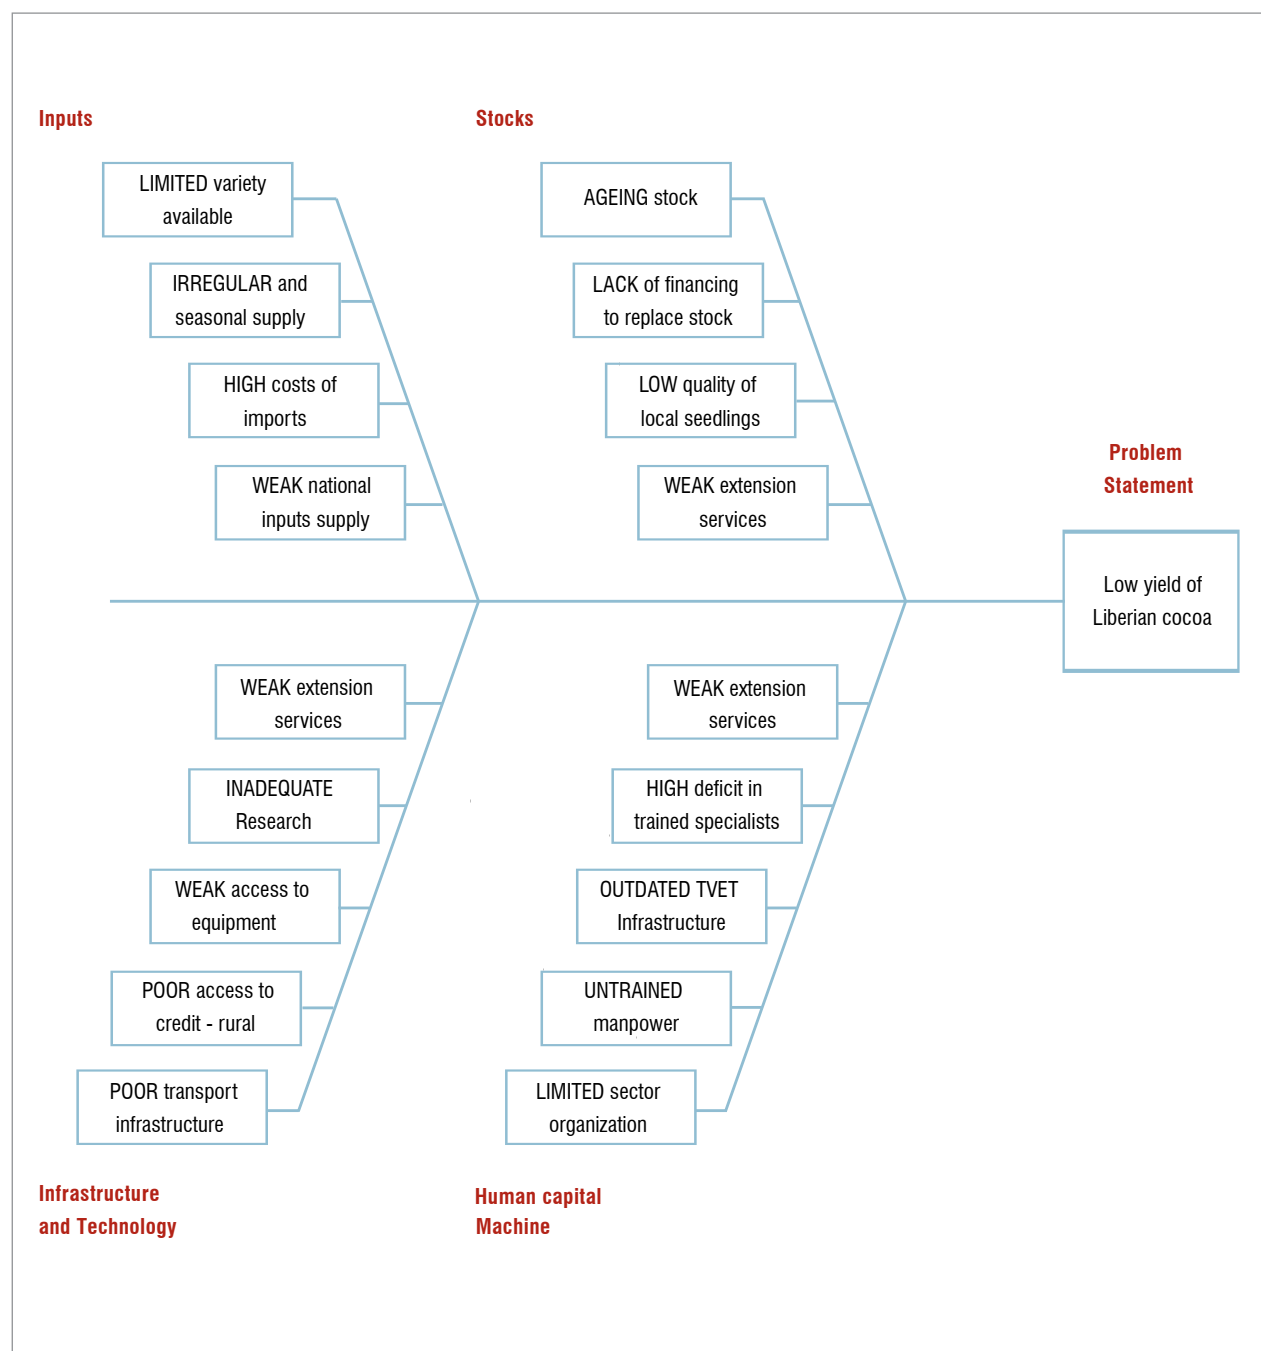 Inputs
LIMITED variety
available
IRREGULAR and
seasonal supply
HIGH costs of
imports
WEAK national
inputs supply
Stocks
AGEING stock
LACK of financing
to replace stock
LOW quality of
local seedlings
WEAK extension
services
Problem
Statement
Low yield of
Liberian cocoa
WEAK extension
services
INADEQUATE
Research
WEAK access to
equipment
POOR access to
credit - rural
POOR transport
infrastructure
Infrastructure
and Technology
WEAK extension
services
HIGH deficit in
trained specialists
OUTDATED TVET
Infrastructure
UNTRAINED
manpower
LIMITED sector
organization
Human capital
Machine